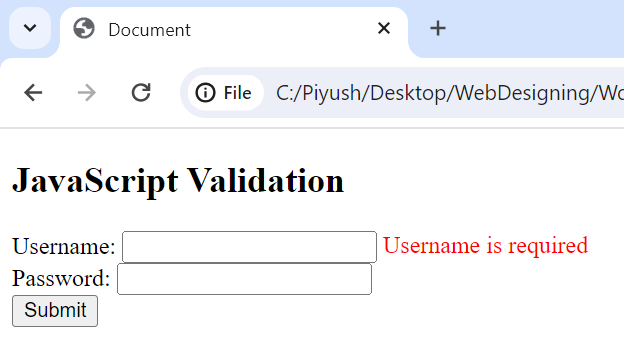 Document
File C:/Piyush/Desktop/WebDesigning/Wo
JavaScript Validation
Username: Username is required
Password:
Submit